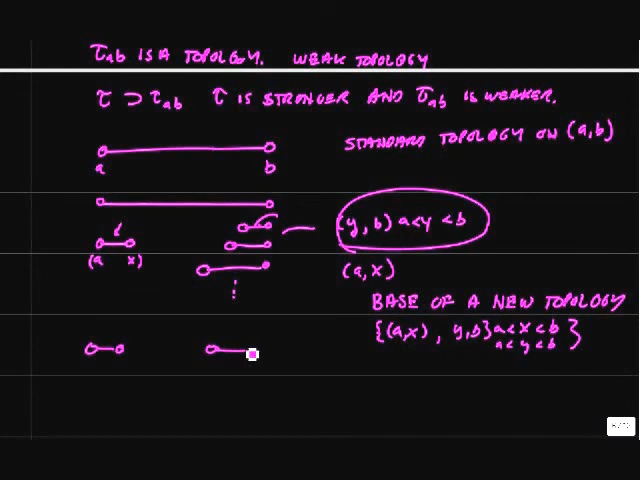 τab IS A TOPOLOGY. WEAK TOPOLOGY
τ ⊃ τab τ IS STRONGER AND τab IS WEAKER.
STANDARD TOPOLOGY ON (a,b)
a b
(y, b) a<y<b
(a x)
(a,x)
BASE OF A NEW TOPOLOGY
{(a,x), y,b} a<x<b }
a<y<b